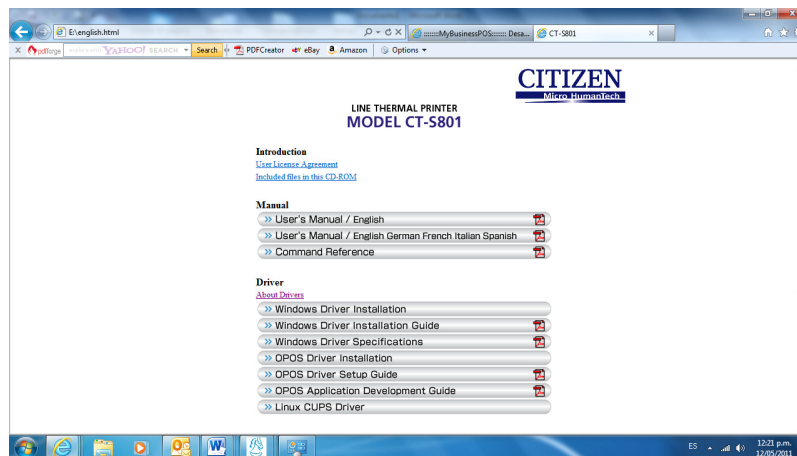 E:\english.html
:::::::MyBusinessPOS::::::: Desa...
CT-S801
X
pdfforge
YAHOO! SEARCH
Search
PDFCreator
eBay
Amazon
Options
CITIZEN
Micro HumanTech
LINE THERMAL PRINTER
MODEL CT-S801
Introduction
User License Agreement
Included files in this CD-ROM
Manual
User's Manual / English
User's Manual / English German French Italian Spanish
Command Reference
Driver
About Drivers
Windows Driver Installation
Windows Driver Installation Guide
Windows Driver Specifications
OPOS Driver Installation
OPOS Driver Setup Guide
OPOS Application Development Guide
Linux CUPS Driver
ES
12:21 p.m.
12/05/2011